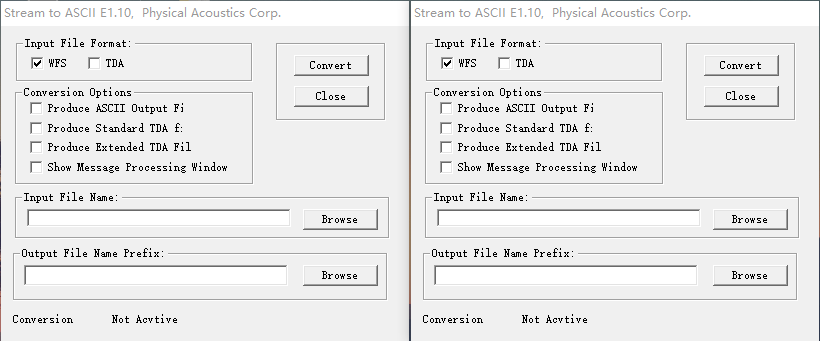 Stream to ASCII E1.10, Physical Acoustics Corp.
Input File Format:
WFS TDA
Convert
Close
Conversion Options
Produce ASCII Output Fi
Produce Standard TDA f:
Produce Extended TDA Fil
Show Message Processing Window
Input File Name:
Browse
Output File Name Prefix:
Browse
Conversion Not Acvtive
Stream to ASCII E1.10, Physical Acoustics Corp.
Input File Format:
WFS TDA
Convert
Close
Conversion Options
Produce ASCII Output Fi
Produce Standard TDA f:
Produce Extended TDA Fil
Show Message Processing Window
Input File Name:
Browse
Output File Name Prefix:
Browse
Conversion Not Acvtive